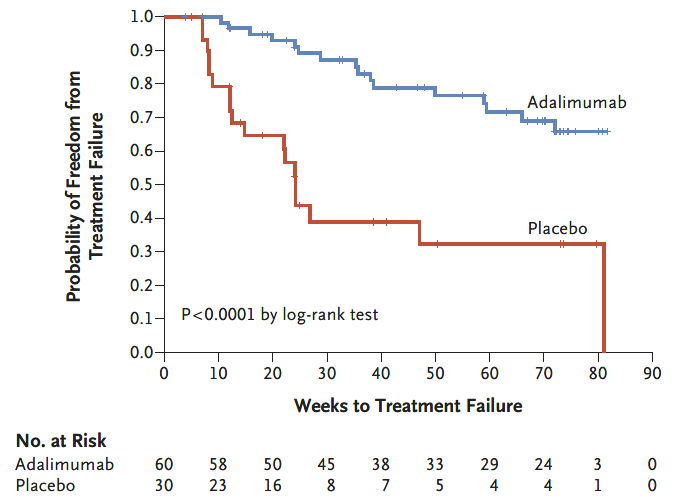 Probability of Freedom from
Treatment Failure
1.0
0.9
0.8
0.7
0.6
0.5
0.4
0.3
0.2
0.1
0.0
Adalimumab
Placebo
P<0.0001 by log-rank test
0 10 20 30 40 50 60 70 80 90
Weeks to Treatment Failure
No. at Risk
Adalimumab 60 58 50 45 38 33 29 24 3 0
Placebo 30 23 16 8 7 5 4 4 1 0